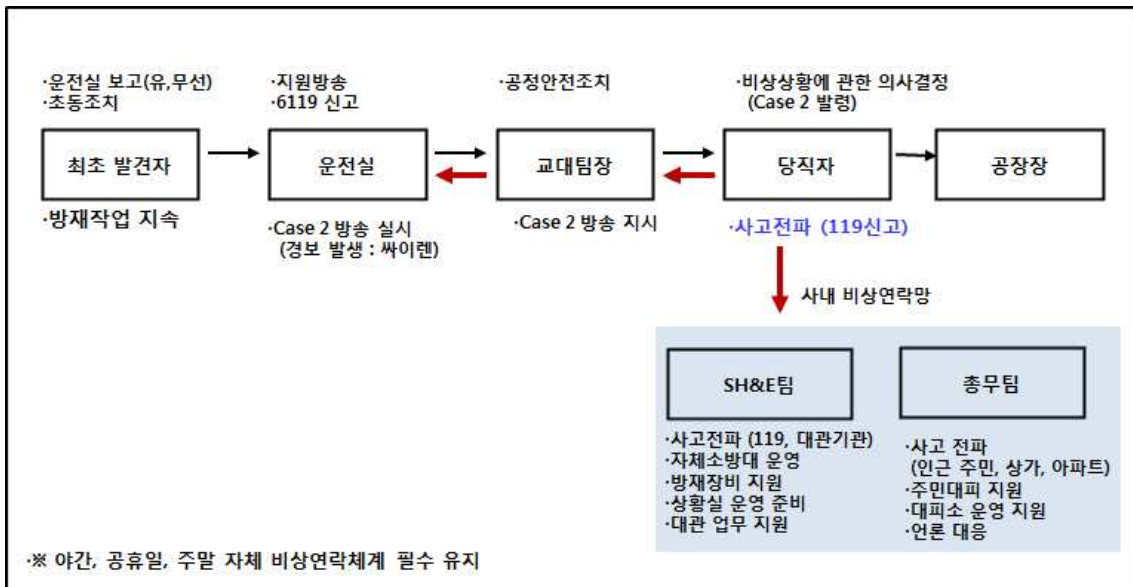 ·운전실 보고(유,무선)
·초동조치
·지원방송
·6119 신고
·공정안전조치
·비상상황에 관한 의사결정
(Case 2 발령)
최초 발견자
운전실
교대팀장
당직자
공장장
·방재작업 지속
·Case 2 방송 실시
(경보 발생 : 싸이렌)
·Case 2 방송 지시
·사고전파 (119신고)
사내 비상연락망
SH&E팀
총무팀
·사고전파 (119, 대관기관)
·자체소방대 운영
·방재장비 지원
·상황실 운영 준비
·대관 업무 지원
·사고 전파
(인근 주민, 상가, 아파트)
·주민대피 지원
·대피소 운영 지원
·언론 대응
·※ 야간, 공휴일, 주말 자체 비상연락체계 필수 유지